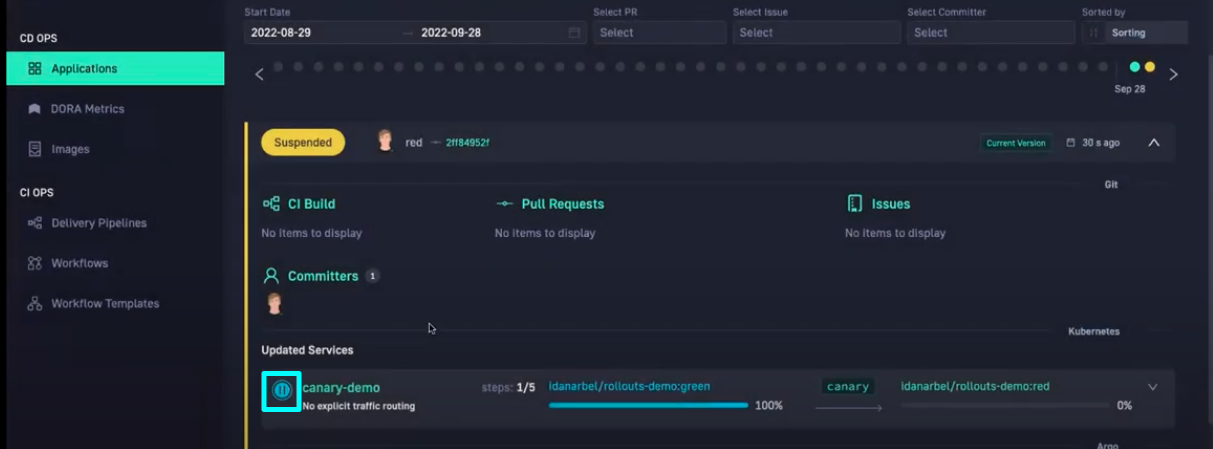 Start Date
Select PR
Select Issue
Select Committer
Sorted by
2022-08-29
2022-09-28
Select
Select
Select
Sorting
CD OPS
Applications
DORA Metrics
Images
CI OPS
Delivery Pipelines
Workflows
Workflow Templates
Sep 28
Suspended
red
2ff84952f
Current Version
30 s ago
Git
CI Build
Pull Requests
Issues
No items to display
No items to display
No items to display
Committers 1
Kubernetes
Updated Services
canary-demo
steps: 1/5
idanarbel/rollouts-demo:green
canary
idanarbel/rollouts-demo:red
No explicit traffic routing
100%
0%
Argo